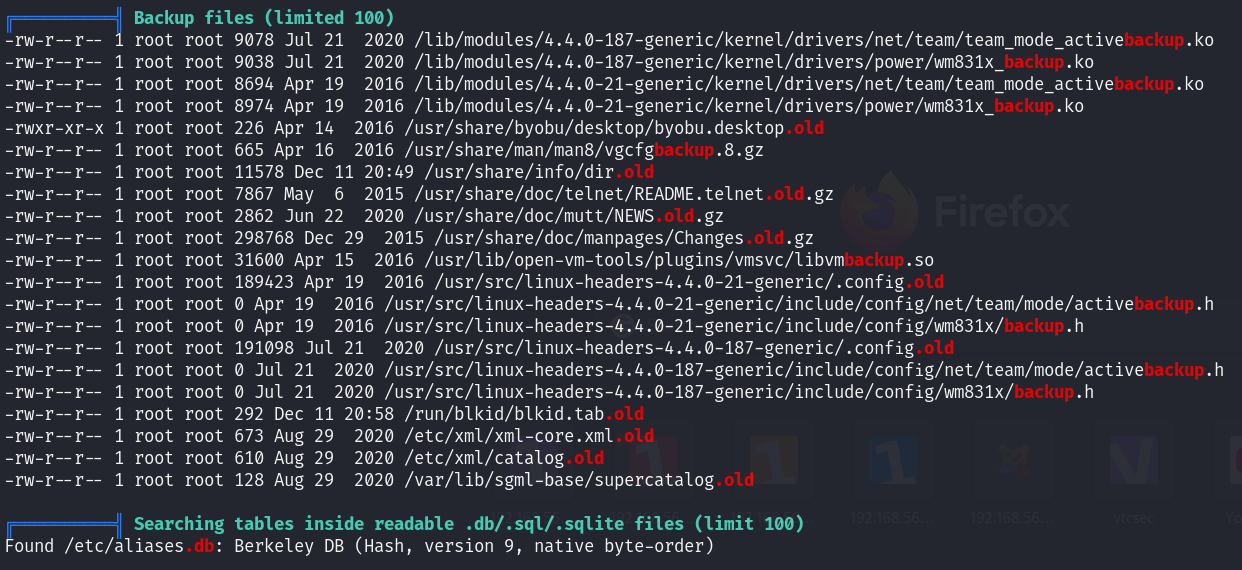 ╔══════════╣ Backup files (limited 100)
-rw-r--r-- 1 root root 9078 Jul 21  2020 /lib/modules/4.4.0-187-generic/kernel/drivers/net/team/team_mode_activebackup.ko
-rw-r--r-- 1 root root 9038 Jul 21  2020 /lib/modules/4.4.0-187-generic/kernel/drivers/power/wm831x_backup.ko
-rw-r--r-- 1 root root 8694 Apr 19  2016 /lib/modules/4.4.0-21-generic/kernel/drivers/net/team/team_mode_activebackup.ko
-rw-r--r-- 1 root root 8974 Apr 19  2016 /lib/modules/4.4.0-21-generic/kernel/drivers/power/wm831x_backup.ko
-rwxr-xr-x 1 root root 226 Apr 14  2016 /usr/share/byobu/desktop/byobu.desktop.old
-rw-r--r-- 1 root root 665 Apr 16  2016 /usr/share/man/man8/vgcfgbackup.8.gz
-rw-r--r-- 1 root root 11578 Dec 11 20:49 /usr/share/info/dir.old
-rw-r--r-- 1 root root 7867 May  6  2015 /usr/share/doc/telnet/README.telnet.old.gz
-rw-r--r-- 1 root root 2862 Jun 22  2020 /usr/share/doc/mutt/NEWS.old.gz
-rw-r--r-- 1 root root 298768 Dec 29  2015 /usr/share/doc/manpages/Changes.old.gz
-rw-r--r-- 1 root root 31600 Apr 15  2016 /usr/lib/open-vm-tools/plugins/vmsvc/libvmbackup.so
-rw-r--r-- 1 root root 189423 Apr 19  2016 /usr/src/linux-headers-4.4.0-21-generic/.config.old
-rw-r--r-- 1 root root 0 Apr 19  2016 /usr/src/linux-headers-4.4.0-21-generic/include/config/net/team/mode/activebackup.h
-rw-r--r-- 1 root root 0 Apr 19  2016 /usr/src/linux-headers-4.4.0-21-generic/include/config/wm831x/backup.h
-rw-r--r-- 1 root root 191098 Jul 21  2020 /usr/src/linux-headers-4.4.0-187-generic/.config.old
-rw-r--r-- 1 root root 0 Jul 21  2020 /usr/src/linux-headers-4.4.0-187-generic/include/config/net/team/mode/activebackup.h
-rw-r--r-- 1 root root 0 Jul 21  2020 /usr/src/linux-headers-4.4.0-187-generic/include/config/wm831x/backup.h
-rw-r--r-- 1 root root 292 Dec 11 20:58 /run/blkid/blkid.tab.old
-rw-r--r-- 1 root root 673 Aug 29  2020 /etc/xml/xml-core.xml.old
-rw-r--r-- 1 root root 610 Aug 29  2020 /etc/xml/catalog.old
-rw-r--r-- 1 root root 128 Aug 29  2020 /var/lib/sgml-base/supercatalog.old
╔══════════╣ Searching tables inside readable .db/.sql/.sqlite files (limit 100)
Found /etc/aliases.db: Berkeley DB (Hash, version 9, native byte-order)
Firefox
192.168.56... 192.168.56... vtcsec